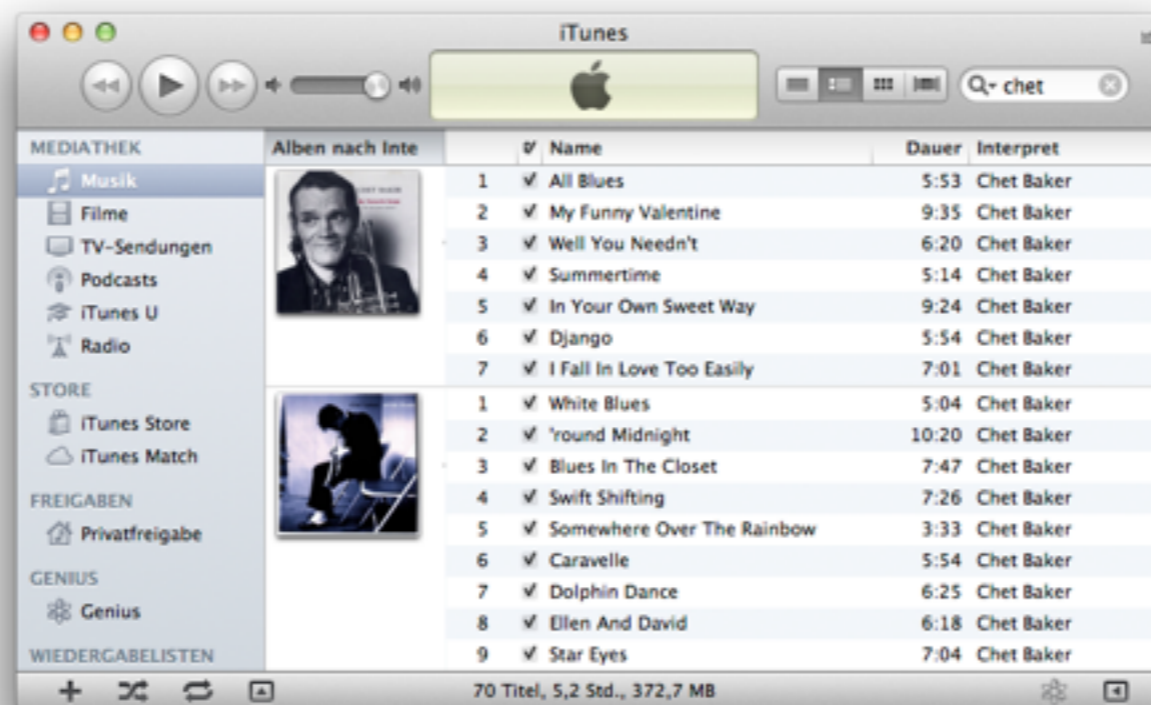 iTunes
chet
MEDIATHEK
Musik
Filme
TV-Sendungen
Podcasts
iTunes U
Radio
STORE
iTunes Store
iTunes Match
FREIGABEN
Privatfreigabe
GENIUS
Genius
WIEDERGABELISTEN
Alben nach Inte
Name Dauer Interpret
1 All Blues 5:53 Chet Baker
2 My Funny Valentine 9:35 Chet Baker
3 Well You Needn't 6:20 Chet Baker
4 Summertime 5:14 Chet Baker
5 In Your Own Sweet Way 9:24 Chet Baker
6 Django 5:54 Chet Baker
7 I Fall In Love Too Easily 7:01 Chet Baker
1 White Blues 5:04 Chet Baker
2 'round Midnight 10:20 Chet Baker
3 Blues In The Closet 7:47 Chet Baker
4 Swift Shifting 7:26 Chet Baker
5 Somewhere Over The Rainbow 3:33 Chet Baker
6 Caravelle 5:54 Chet Baker
7 Dolphin Dance 6:25 Chet Baker
8 Ellen And David 6:18 Chet Baker
9 Star Eyes 7:04 Chet Baker
70 Titel, 5,2 Std., 372,7 MB